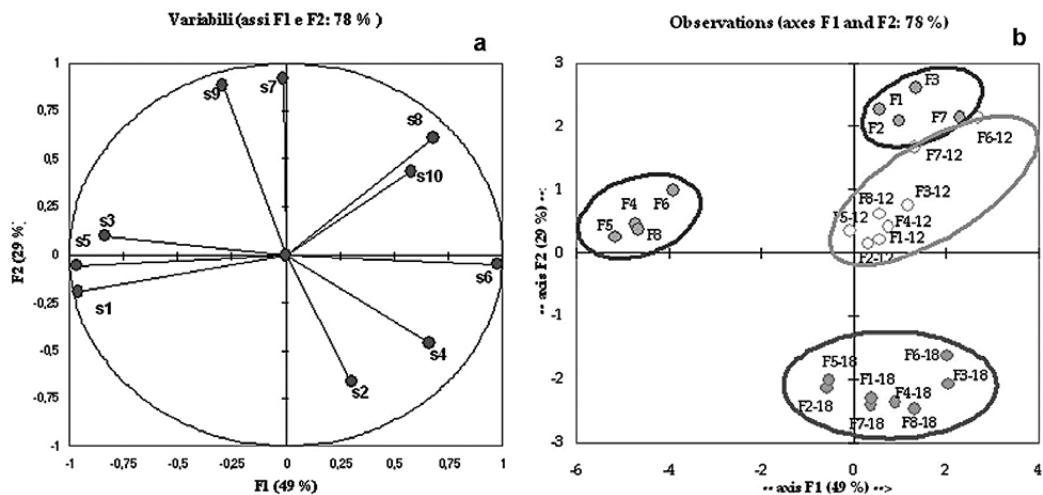 Variabili (assi F1 e F2: 78 % )
a
1
0,75
0,5
0,25
0
-0,25
-0,5
-0,75
-1
F2 (29 %)
s9
s7
s8
s10
s3
s5
s1
s6
s4
s2
-1
-0,75
-0,5
-0,25
0
0,25
0,5
0,75
1
F1 (49 %)
Observations (axes F1 and F2: 78 %)
b
3
2
1
0
-1
-2
-3
-- axis F2 (29 %) -->
F3
F1
F2
F7
F6-12
F7-12
F4
F6
F5
F8
F3-12
F8-12
F5-12
F4-12
F1-12
F2-12
F6-18
F5-18
F1-18
F3-18
F4-18
F2-18
F7-18
F8-18
-6
-4
-2
0
2
4
-- axis F1 (49 %) -->